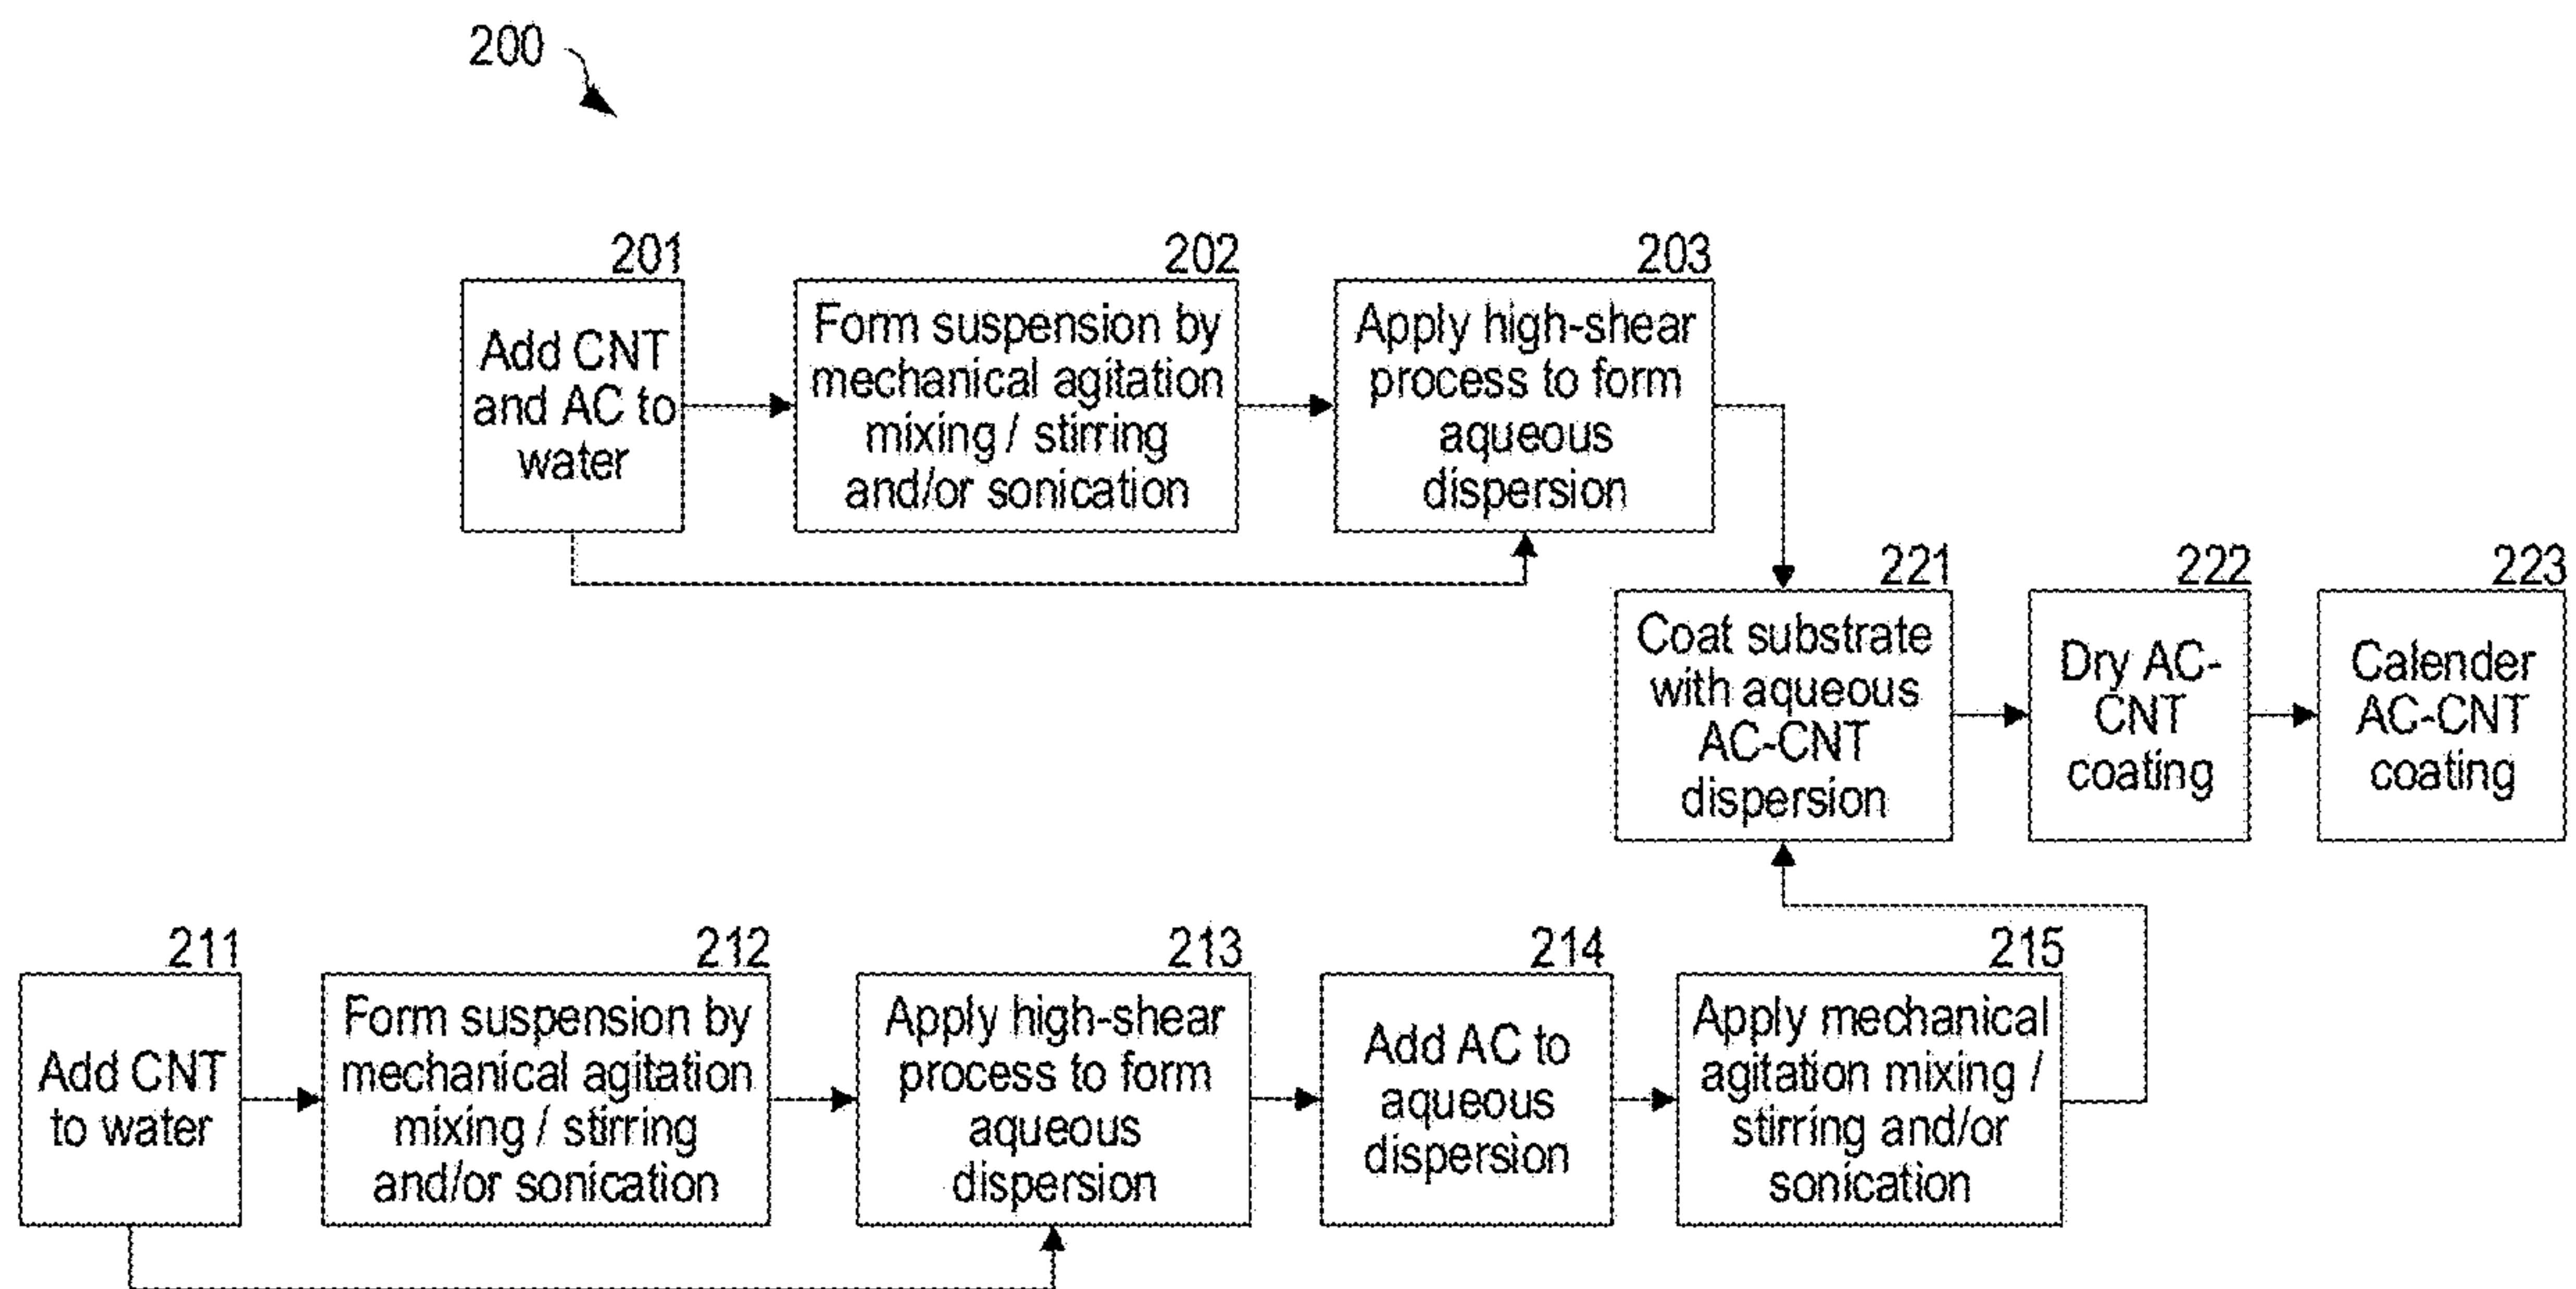 200
201
Add CNT
and AC to
water
202
Form suspension by
mechanical agitation
mixing / stirring
and/or sonication
203
Apply high-shear
process to form
aqueous
dispersion
221
Coat substrate
with aqueous
AC-CNT
dispersion
222
Dry AC-
CNT
coating
223
Calender
AC-CNT
coating
211
Add CNT
to water
212
Form suspension by
mechanical agitation
mixing / stirring
and/or sonication
213
Apply high-shear
process to form
aqueous
dispersion
214
Add AC to
aqueous
dispersion
215
Apply mechanical
agitation mixing /
stirring and/or
sonication